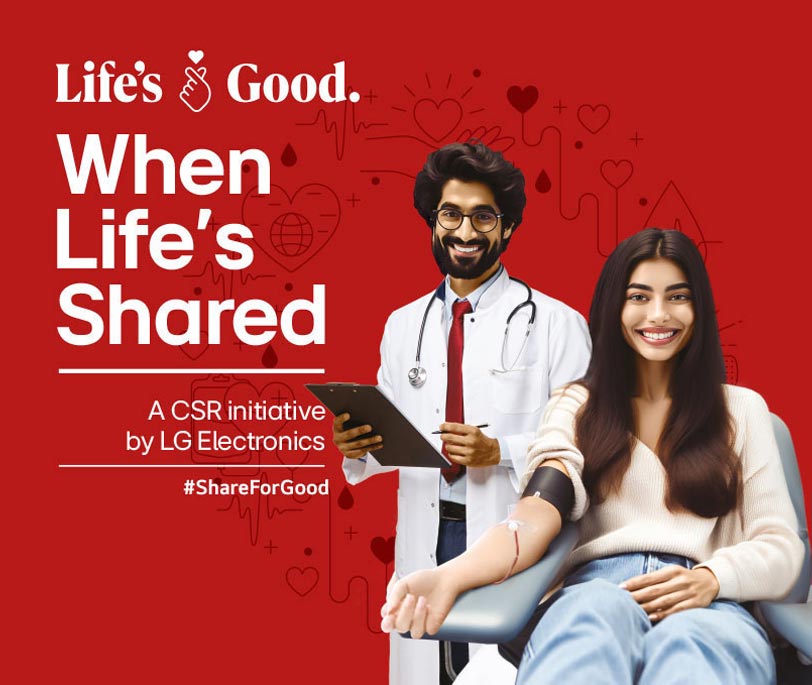 Life's Good.
When
Life's
Shared
A CSR initiative
by LG Electronics
#ShareForGood